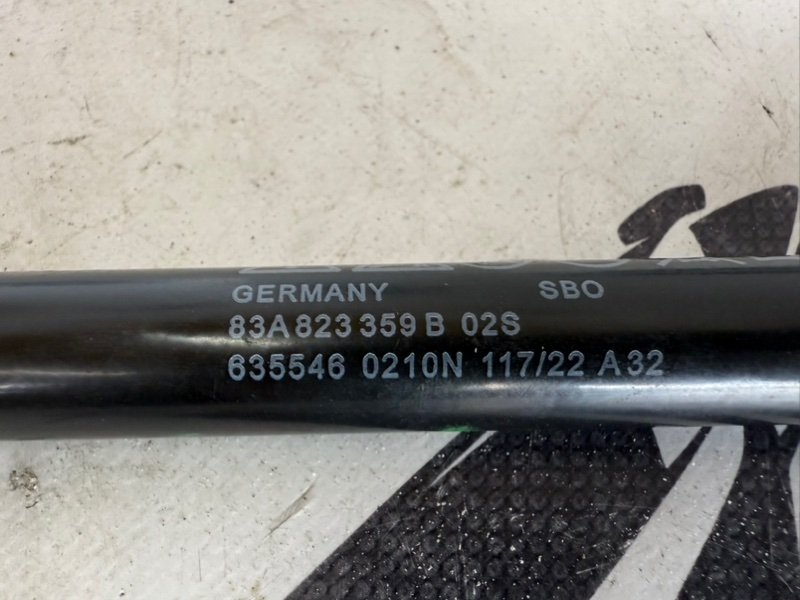 GERMANY SBO
83A 823 359 B 02S
635546 0210N 117/22 A32